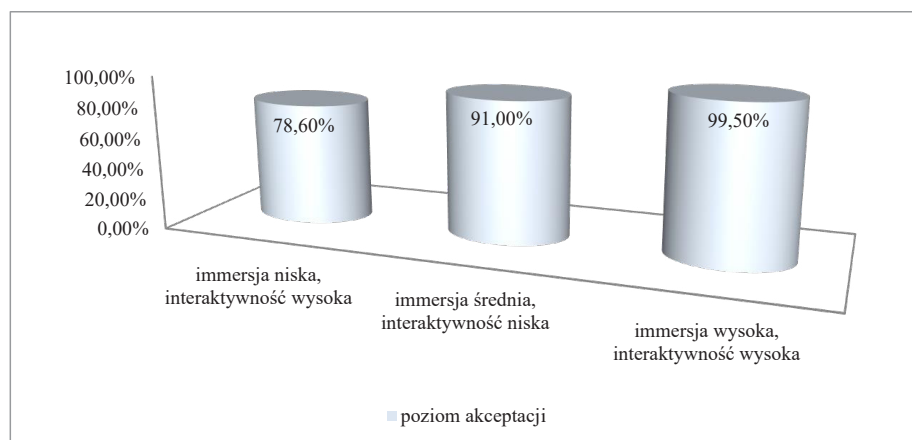 100,00%
80,00%
60,00%
40,00%
20,00%
0,00%
78,60%
91,00%
99,50%
immersja niska,
interaktywność wysoka
immersja średnia,
interaktywność niska
immersja wysoka,
interaktywność wysoka
poziom akceptacji